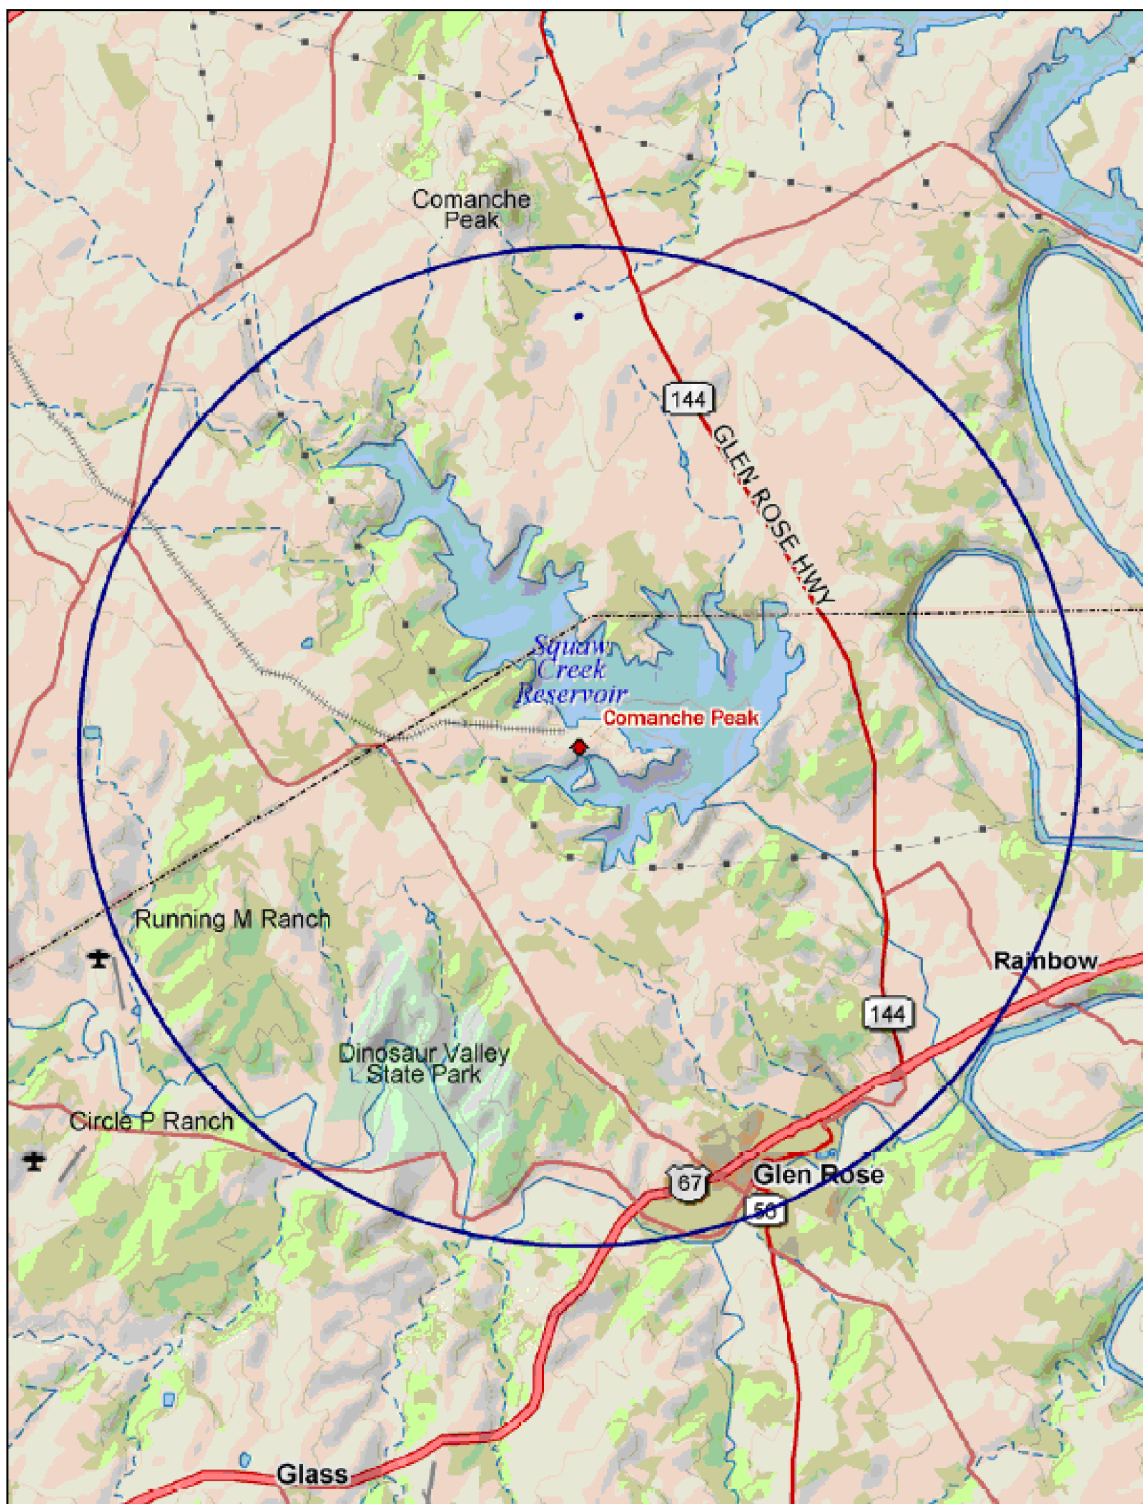 Comanche
Peak
144
GLEN ROSE HWY
Squaw
Creek
Reservoir
Comanche Peak
Running M Ranch
Rainbow
144
Dinosaur Valley
State Park
Circle P Ranch
67
Glen Rose
56
Glass